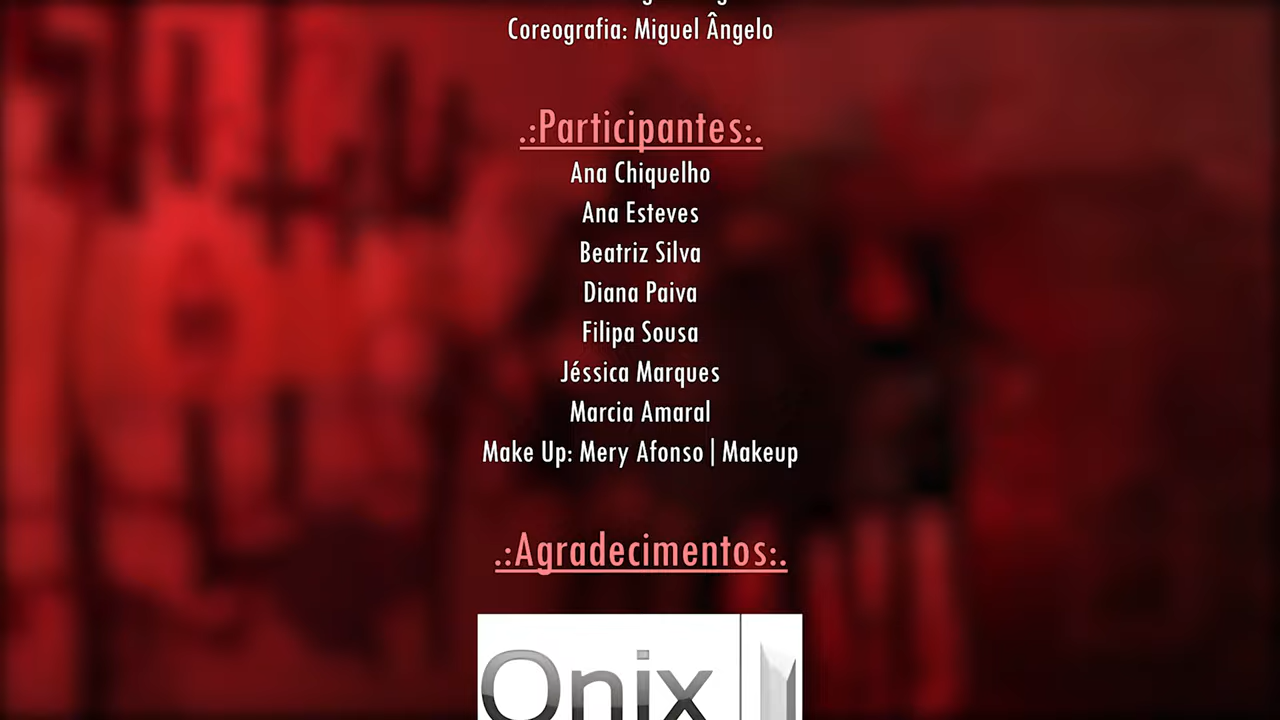 Coreografia: Miguel Ângelo
.:Participantes:.
Ana Chiquelho
Ana Esteves
Beatriz Silva
Diana Paiva
Filipa Sousa
Jéssica Marques
Marcia Amaral
Make Up: Mery Afonso | Makeup
.:Agradecimentos:.
Onix